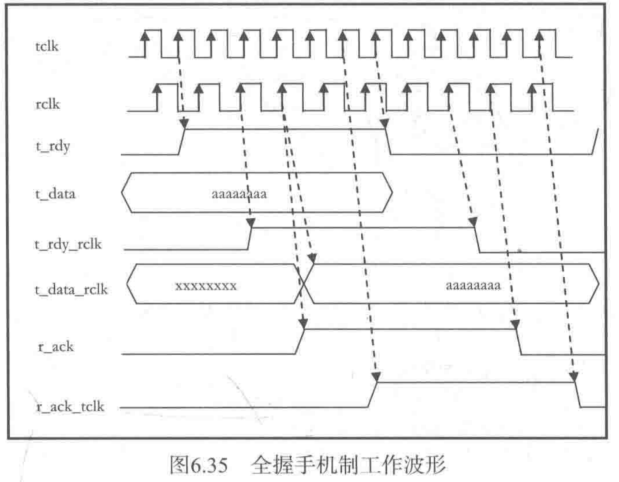 tclk
rclk
t_rdy
t_data aaaaaaaa
t_rdy_rclk
t_data_rclk xxxxxxxx aaaaaaaa
r_ack
r_ack_tclk
图6.35 全握手机制工作波形